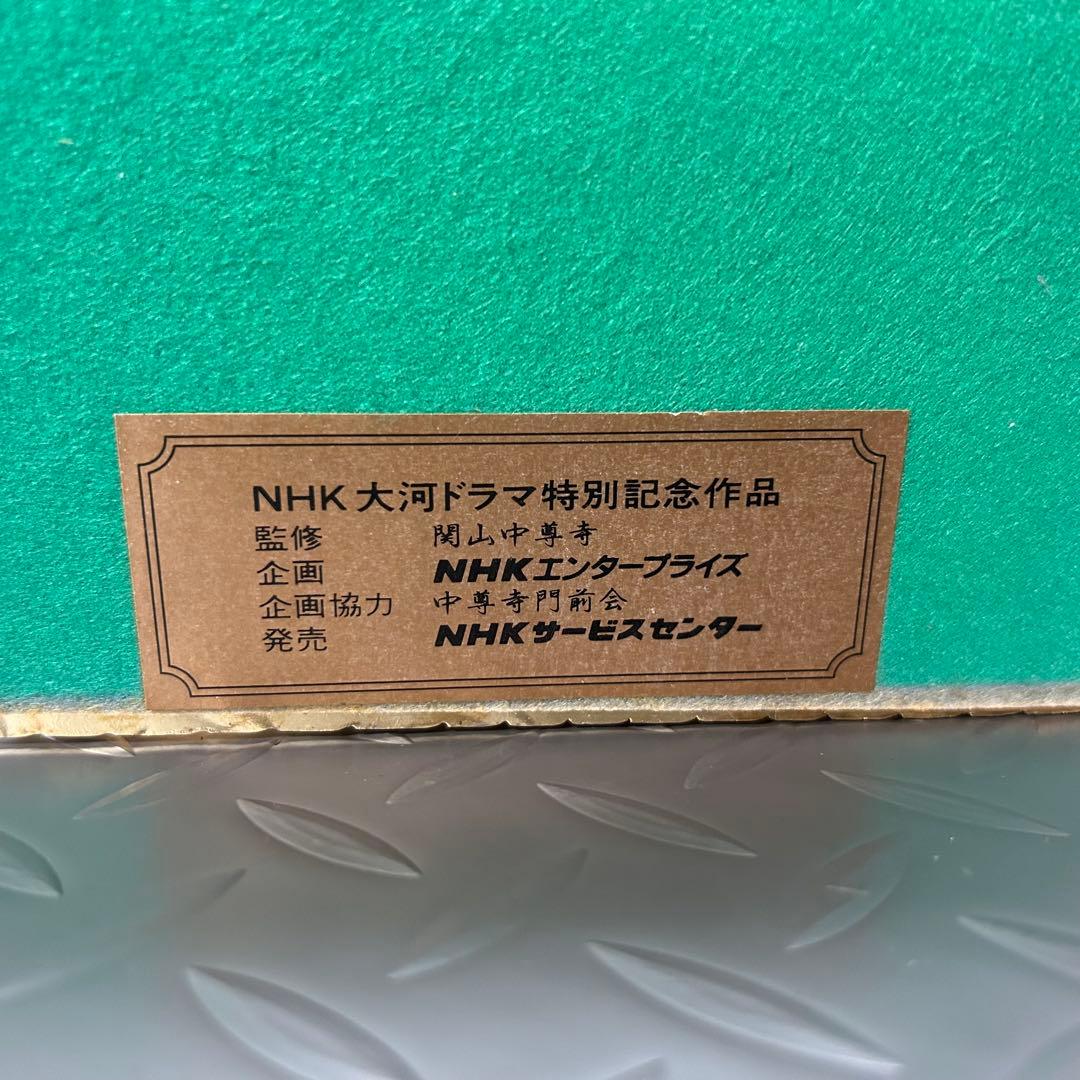 NHK 大河ドラマ特別記念作品
監修 関山中尊寺
企画 NHKエンタープライズ
企画協力 中尊寺門前会
発売 NHKサービスセンター